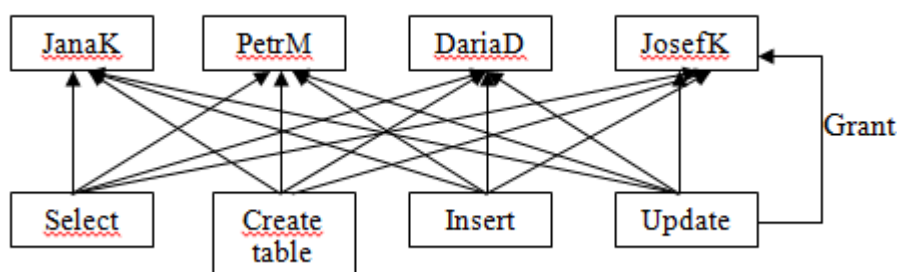 JanaK
PetrM
DariaD
JosefK
Grant
Select
Create
table
Insert
Update